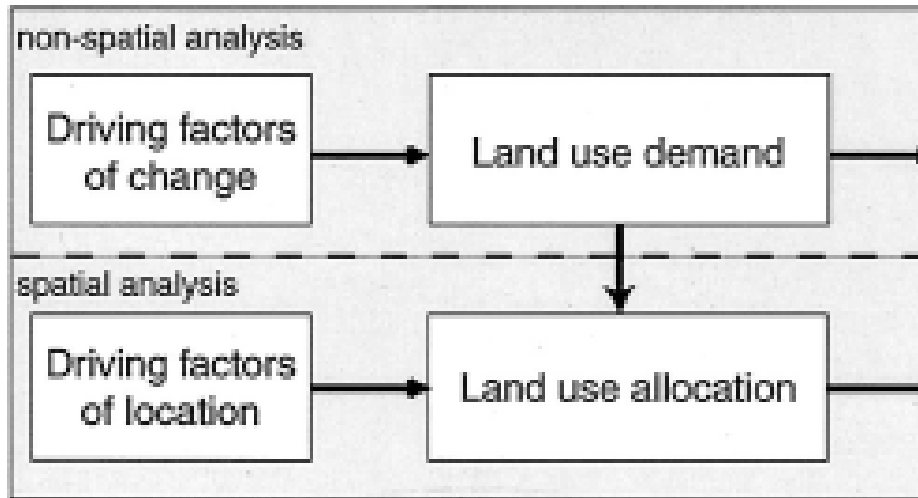 non-spatial analysis
Driving factors
of change
Land use demand
spatial analysis
Driving factors
of location
Land use allocation